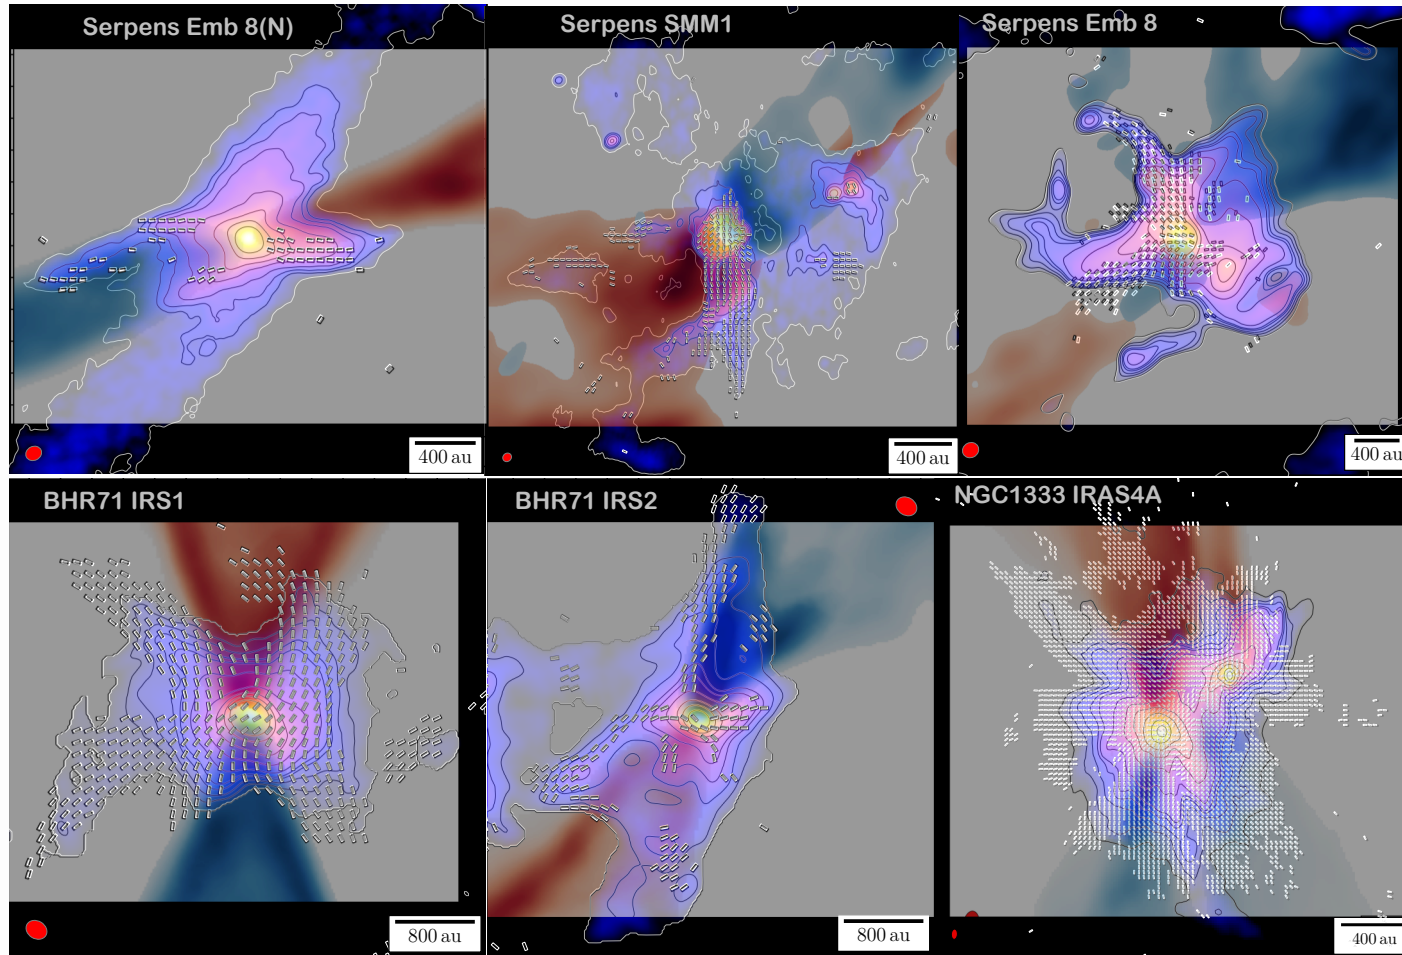 Serpens Emb 8(N)
Serpens SMM1
Serpens Emb 8
400 au
400 au
400 au
BHR71 IRS1
BHR71 IRS2
NGC1333 IRAS4A
800 au
800 au
400 au